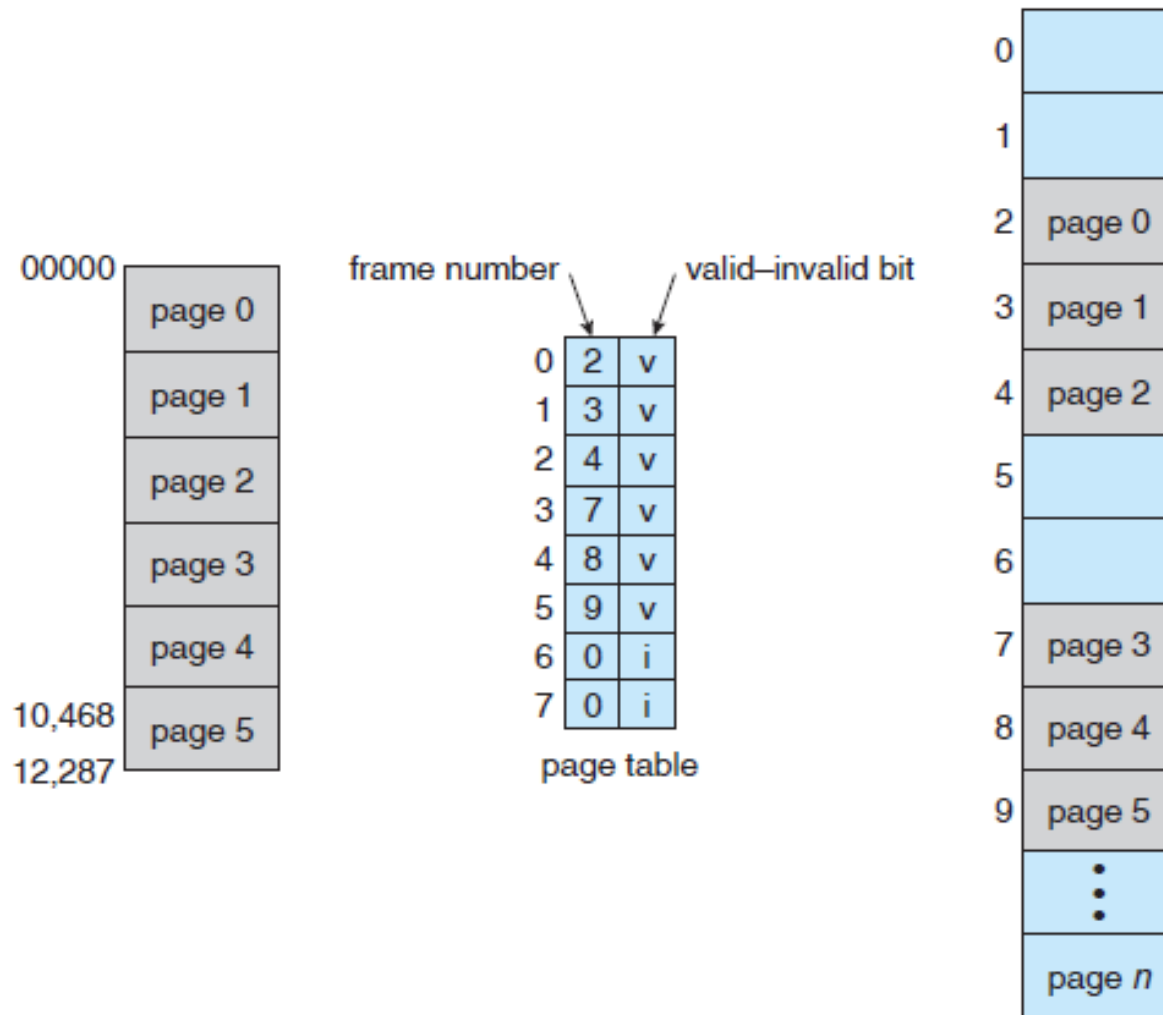 00000
page 0
page 1
page 2
page 3
page 4
10,468
page 5
12,287
frame number
valid–invalid bit
0 2 v
1 3 v
2 4 v
3 7 v
4 8 v
5 9 v
6 0 i
7 0 i
page table
0
1
2 page 0
3 page 1
4 page 2
5
6
7 page 3
8 page 4
9 page 5
page n